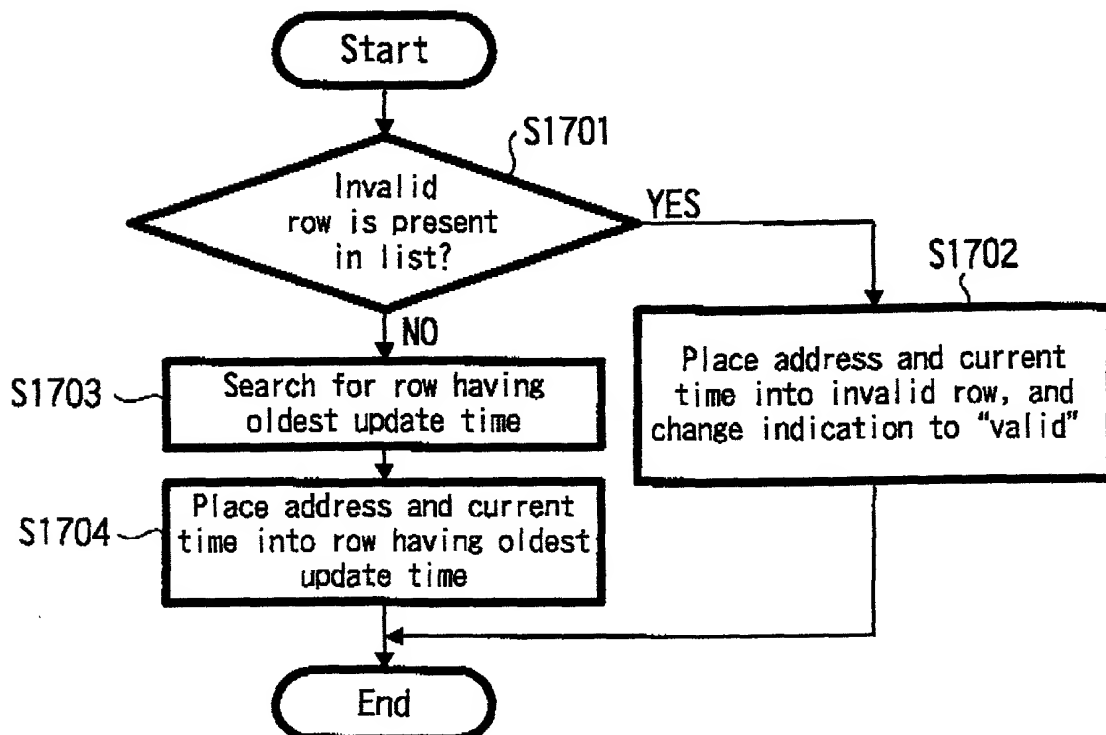 Start
S1701
Invalid
row is present
in list?
YES
S1702
Place address and current
time into invalid row, and
change indication to “valid”
NO
S1703
Search for row having
oldest update time
S1704
Place address and current
time into row having oldest
update time
End